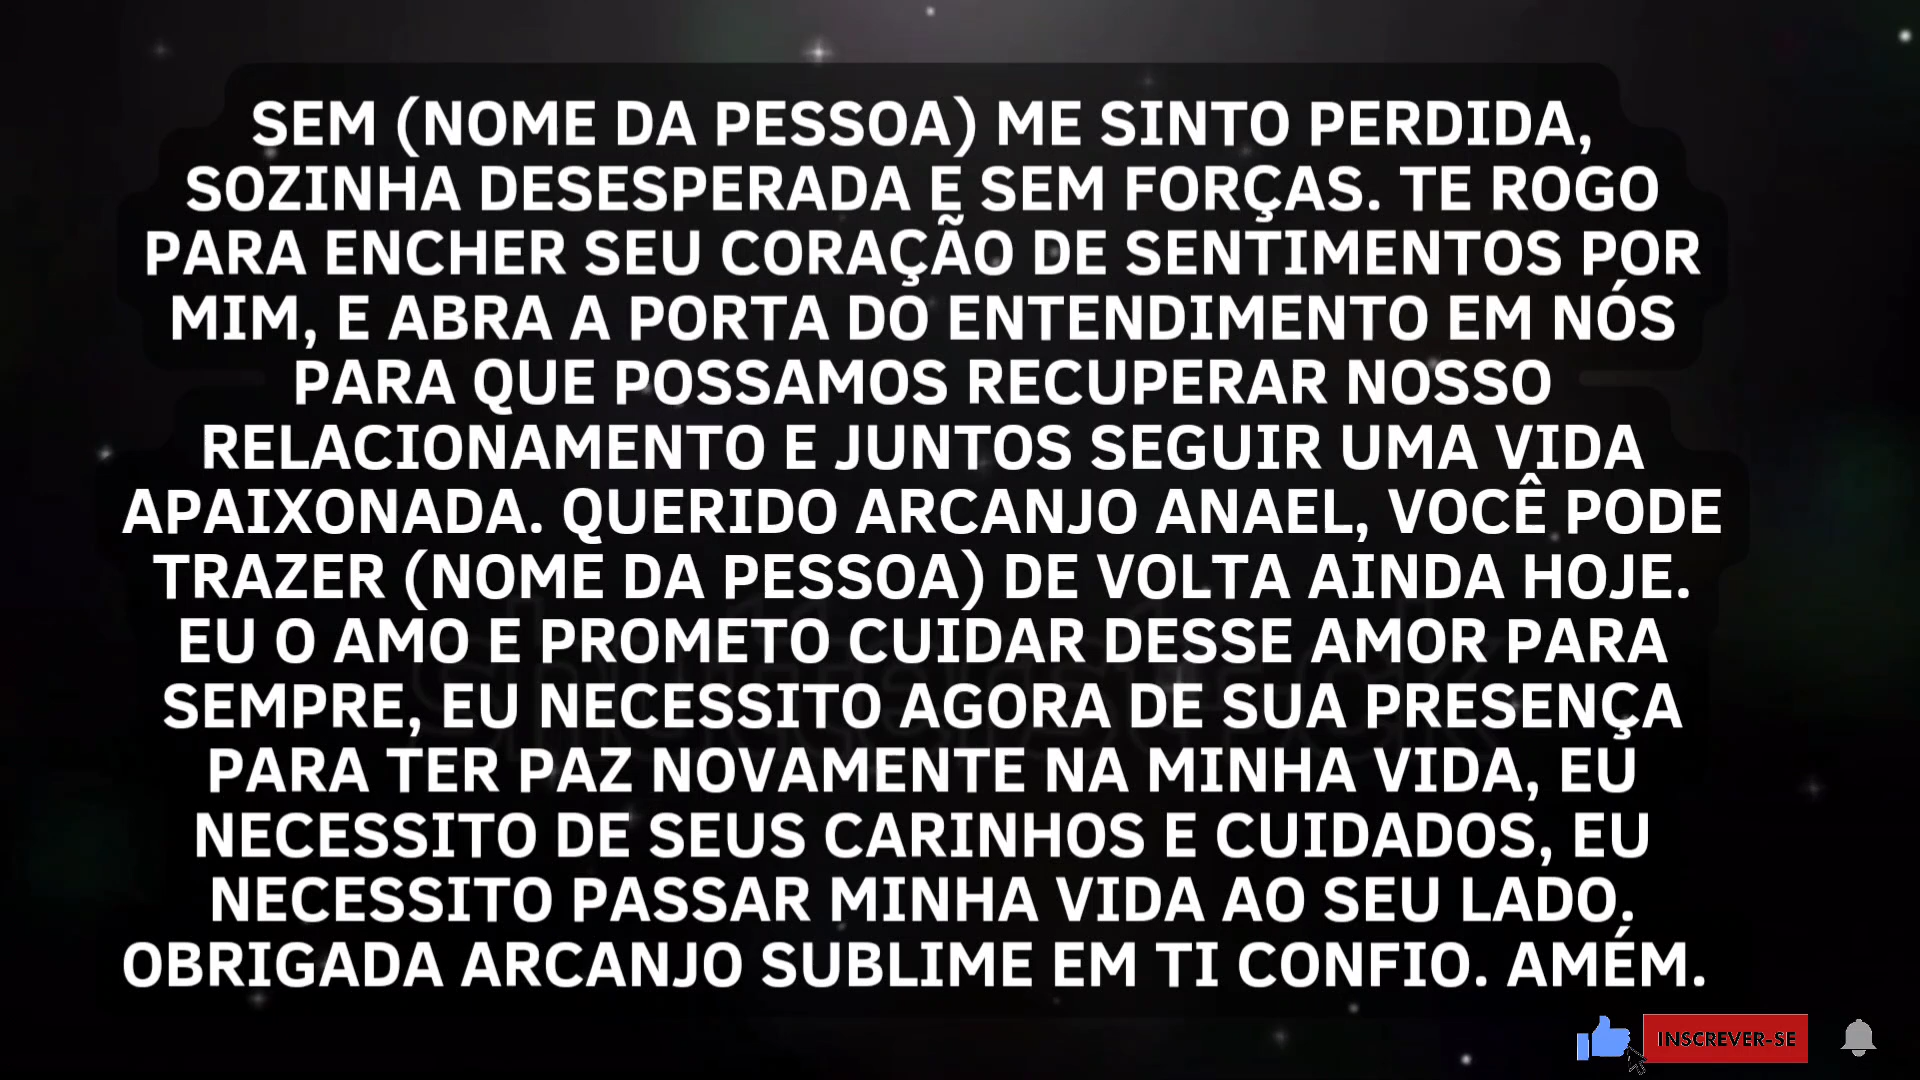 SEM (NOME DA PESSOA) ME SINTO PERDIDA,
SOZINHA DESESPERADA E SEM FORÇAS. TE ROGO
PARA ENCHER SEU CORAÇÃO DE SENTIMENTOS POR
MIM, E ABRA A PORTA DO ENTENDIMENTO EM NÓS
PARA QUE POSSAMOS RECUPERAR NOSSO
RELACIONAMENTO E JUNTOS SEGUIR UMA VIDA
APAIXONADA. QUERIDO ARCANJO ANAEL, VOCÊ PODE
TRAZER (NOME DA PESSOA) DE VOLTA AINDA HOJE.
EU O AMO E PROMETO CUIDAR DESSE AMOR PARA
SEMPRE, EU NECESSITO AGORA DE SUA PRESENÇA
PARA TER PAZ NOVAMENTE NA MINHA VIDA, EU
NECESSITO DE SEUS CARINHOS E CUIDADOS, EU
NECESSITO PASSAR MINHA VIDA AO SEU LADO.
OBRIGADA ARCANJO SUBLIME EM TI CONFIO. AMÉM.
INSCREVER-SE